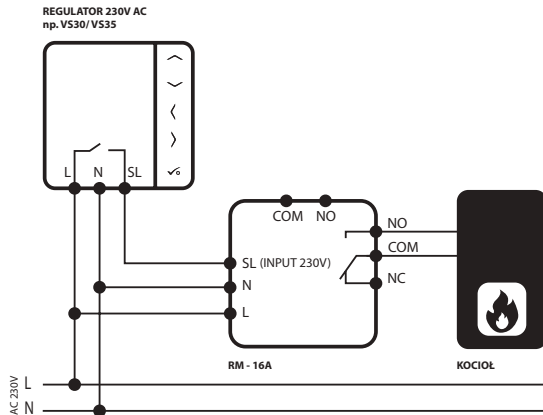 REGULATOR 230V AC
np. VS30/ VS35
L N SL
COM NO
NO
COM
NC
SL (INPUT 230V)
N
L
RM - 16A
KOCIOŁ
AC 230V
L
N